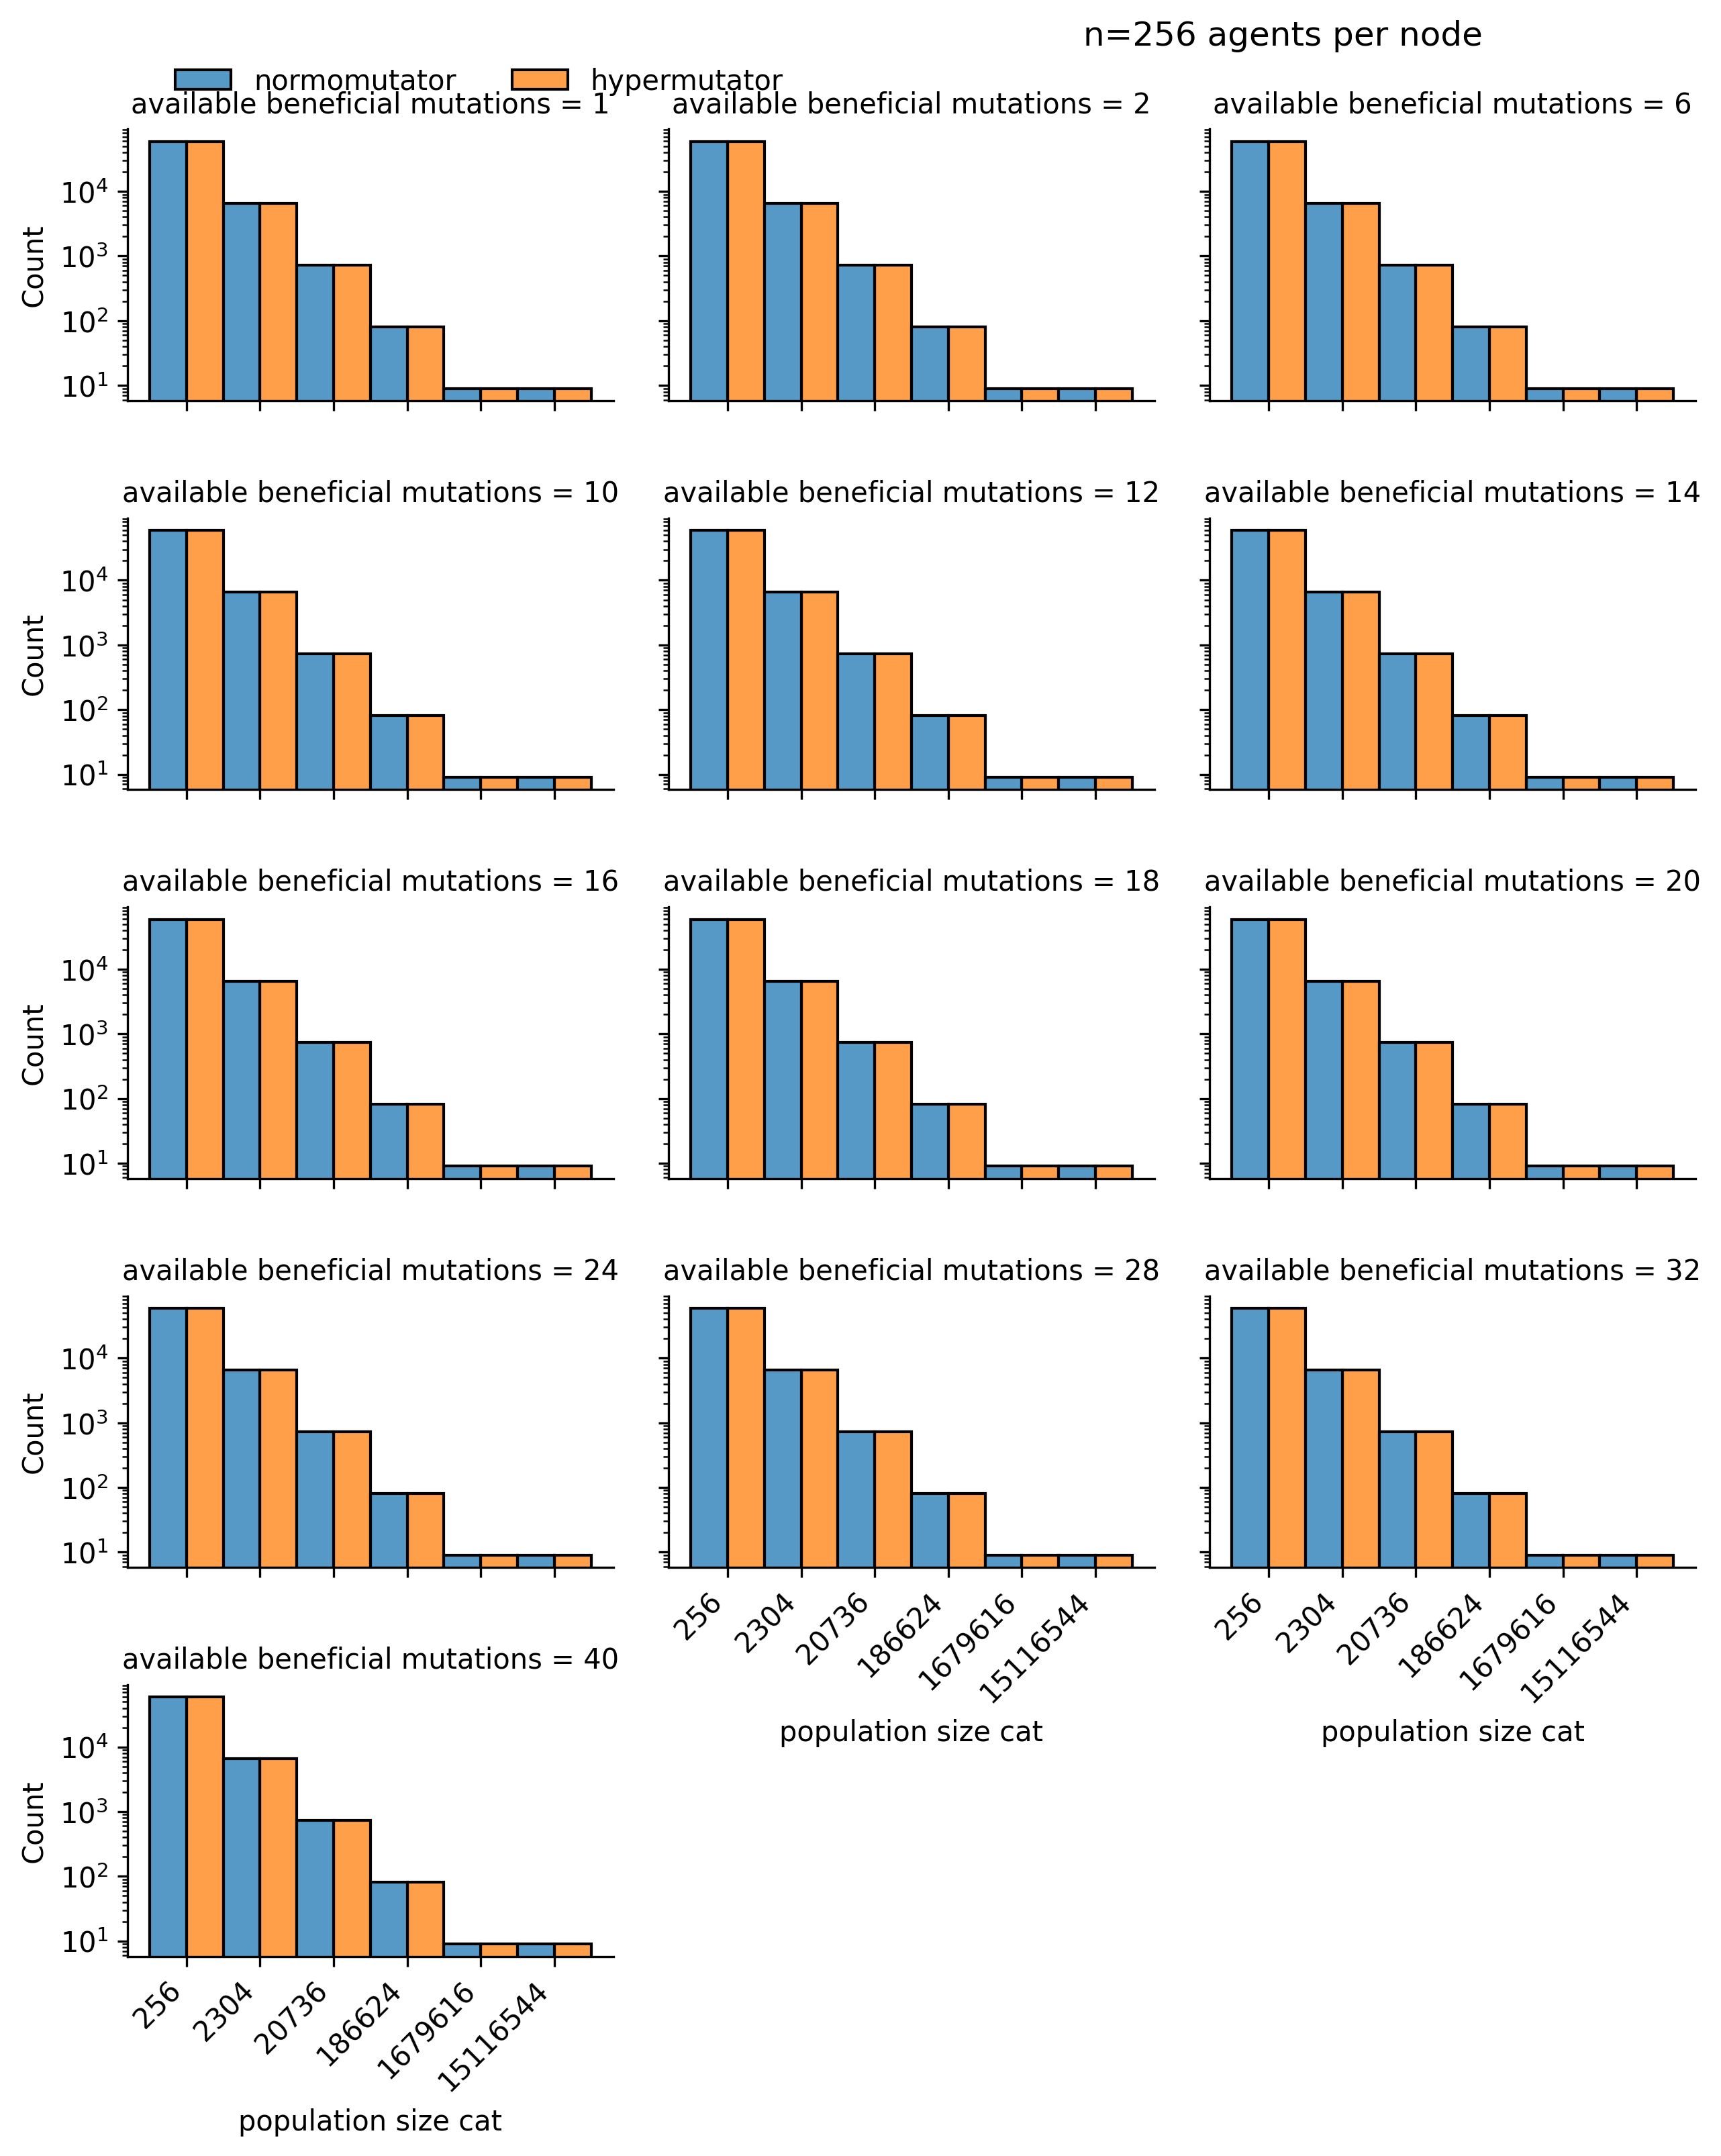 n=256 agents per node
normomutator hypermutator
available beneficial mutations = 1 available beneficial mutations = 2 available beneficial mutations = 6
10⁴
10³
10²
10¹
Count
available beneficial mutations = 10 available beneficial mutations = 12 available beneficial mutations = 14
10⁴
10³
10²
10¹
Count
available beneficial mutations = 16 available beneficial mutations = 18 available beneficial mutations = 20
10⁴
10³
10²
10¹
Count
available beneficial mutations = 24 available beneficial mutations = 28 available beneficial mutations = 32
10⁴
10³
10²
10¹
Count
256 2304 20736 186624 1679616 15116544
population size cat
256 2304 20736 186624 1679616 15116544
population size cat
available beneficial mutations = 40
10⁴
10³
10²
10¹
Count
256 2304 20736 186624 1679616 15116544
population size cat